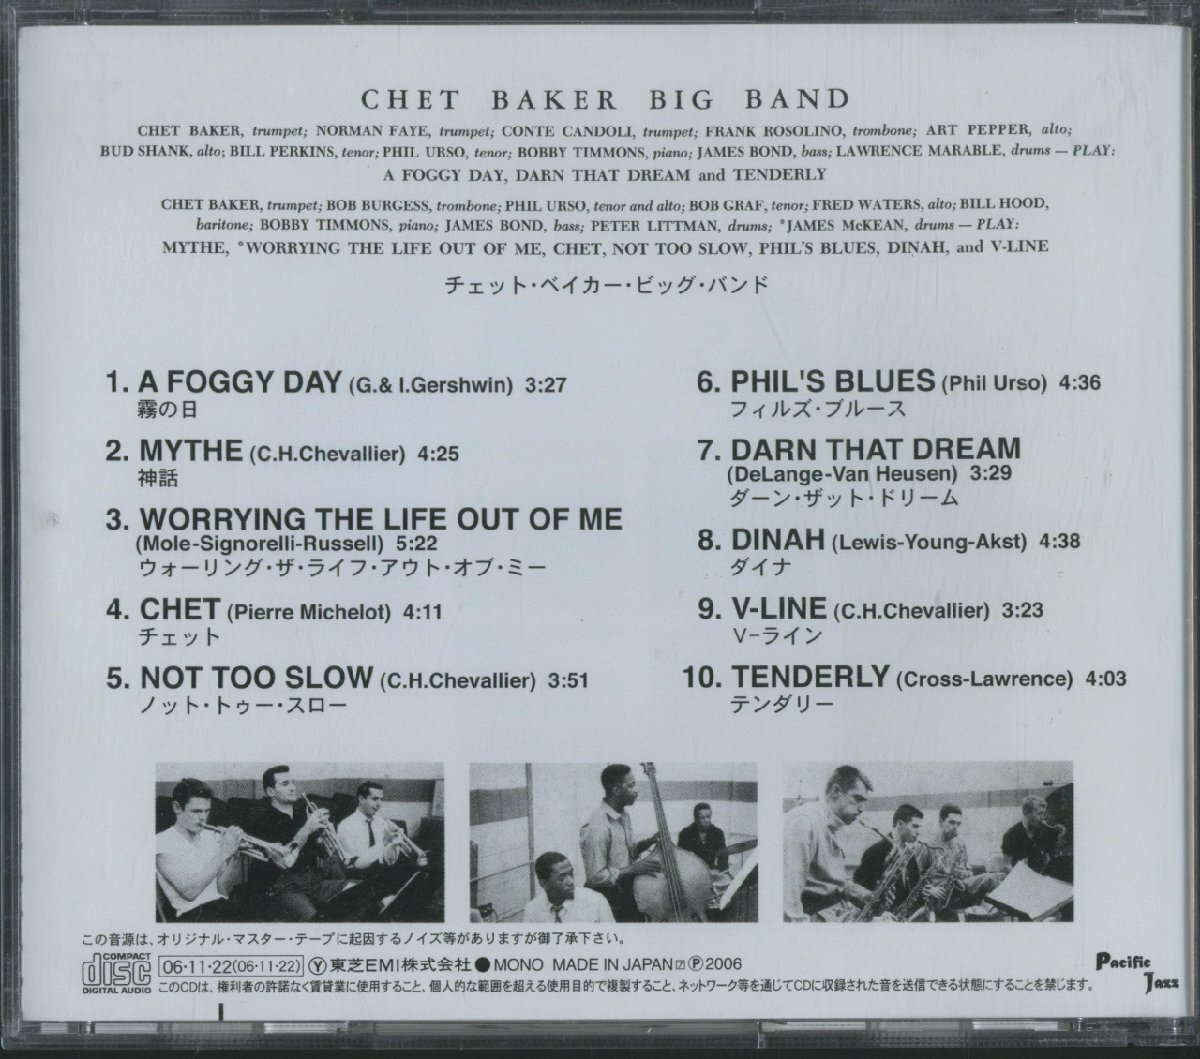 CHET BAKER BIG BAND
CHET BAKER, trumpet; NORMAN FAYE, trumpet; CONTE CANDOLI, trumpet; FRANK ROSOLINO, trombone; ART PEPPER, alto;
BUD SHANK, alto; BILL PERKINS, tenor; PHIL URSO, tenor; BOBBY TIMMONS, piano; JAMES BOND, bass; LAWRENCE MARABLE, drums — PLAY:
A FOGGY DAY, DARN THAT DREAM and TENDERLY
CHET BAKER, trumpet; BOB BURGESS, trombone; PHIL URSO, tenor and alto; BOB GRAF, tenor; FRED WATERS, alto; BILL HOOD,
baritone; BOBBY TIMMONS, piano; JAMES BOND, bass; PETER LITTMAN, drums; °JAMES McKEAN, drums — PLAY:
MYTHE, °WORRYING THE LIFE OUT OF ME, CHET, NOT TOO SLOW, PHIL'S BLUES, DINAH, and V-LINE
チェット・ベイカー・ビッグ・バンド
1. A FOGGY DAY (G.& I.Gershwin) 3:27
霧の日
2. MYTHE (C.H.Chevallier) 4:25
神話
3. WORRYING THE LIFE OUT OF ME
(Mole-Signorelli-Russell) 5:22
ウォーリング・ザ・ライフ・アウト・オブ・ミー
4. CHET (Pierre Michelot) 4:11
チェット
5. NOT TOO SLOW (C.H.Chevallier) 3:51
ノット・トゥー・スロー
6. PHIL'S BLUES (Phil Urso) 4:36
フィルズ・ブルース
7. DARN THAT DREAM
(DeLange-Van Heusen) 3:29
ダーン・ザット・ドリーム
8. DINAH (Lewis-Young-Akst) 4:38
ダイナ
9. V-LINE (C.H.Chevallier) 3:23
V-ライン
10. TENDERLY (Cross-Lawrence) 4:03
テンダリー
この音源は、オリジナル・マスター・テープに起因するノイズ等がありますが御了承下さい。
COMPACT disc DIGITAL AUDIO
06・11・22(06・11・22) Ⓨ東芝EMI株式会社●MONO MADE IN JAPAN☑Ⓟ2006
このCDは、権利者の許諾なく賃貸業に使用すること、個人的な範囲を超える使用目的で複製すること、ネットワーク等を通じてCDに収録された音を送信できる状態にすることを禁じます。
Pacific
Jazz